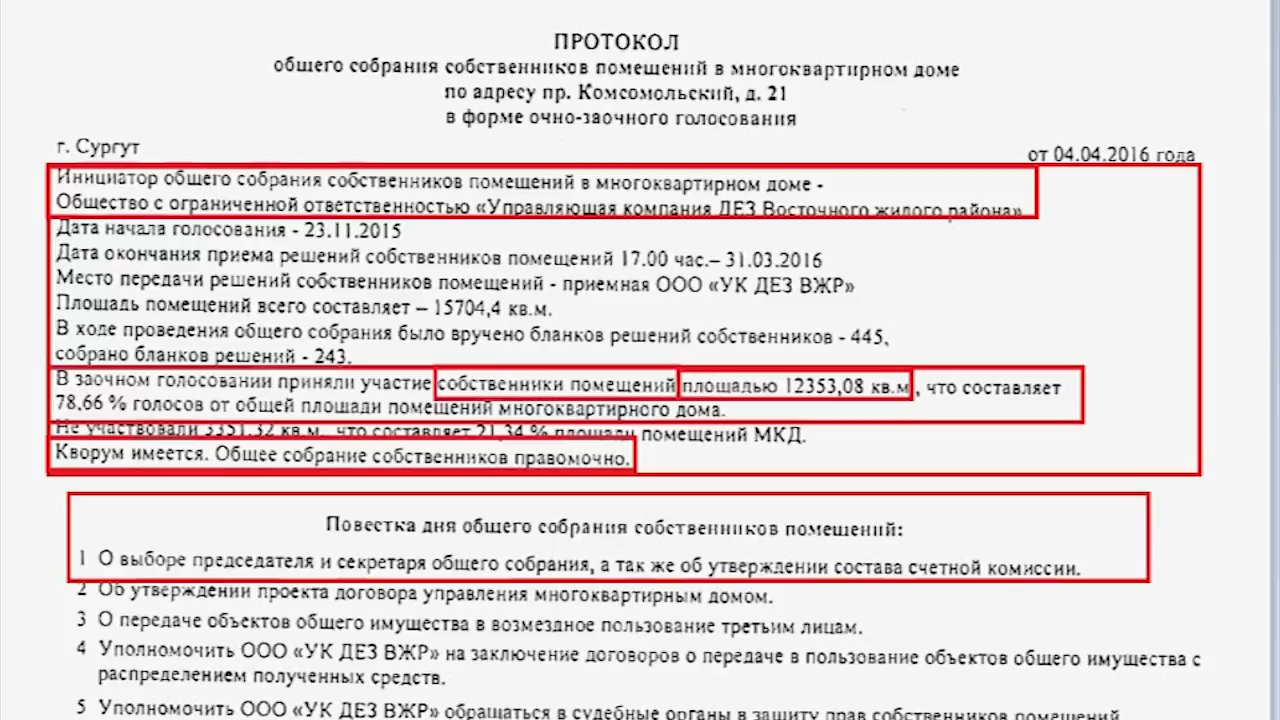 ПРОТОКОЛ
общего собрания собственников помещений в многоквартирном доме
по адресу пр. Комсомольский, д. 21
в форме очно-заочного голосования
г. Сургут
от 04.04.2016 года
Инициатор общего собрания собственников помещений в многоквартирном доме -
Общество с ограниченной ответственностью «Управляющая компания ДЕЗ Восточного жилого района»
Дата начала голосования - 23.11.2015
Дата окончания приема решений собственников помещений 17.00 час.– 31.03.2016
Место передачи решений собственников помещений - приемная ООО «УК ДЕЗ ВЖР»
Площадь помещений всего составляет – 15704,4 кв.м.
В ходе проведения общего собрания было вручено бланков решений собственников - 445,
собрано бланков решений - 243.
В заочном голосовании приняли участие собственники помещений площадью 12353,08 кв.м., что составляет
78,66 % голосов от общей площади помещений многоквартирного дома.
Не участвовали 3351,32 кв.м., что составляет 21,34 % площади помещений МКД.
Кворум имеется. Общее собрание собственников правомочно.
Повестка дня общего собрания собственников помещений:
1 О выборе председателя и секретаря общего собрания, а так же об утверждении состава счетной комиссии.
2 Об утверждении проекта договора управления многоквартирным домом.
3 О передаче объектов общего имущества в возмездное пользование третьим лицам.
4 Уполномочить ООО «УК ДЕЗ ВЖР» на заключение договоров о передаче в пользование объектов общего имущества с
распределением полученных средств.
5 Уполномочить ООО «УК ДЕЗ ВЖР» обращаться в судебные органы в защиту прав собственников помещений